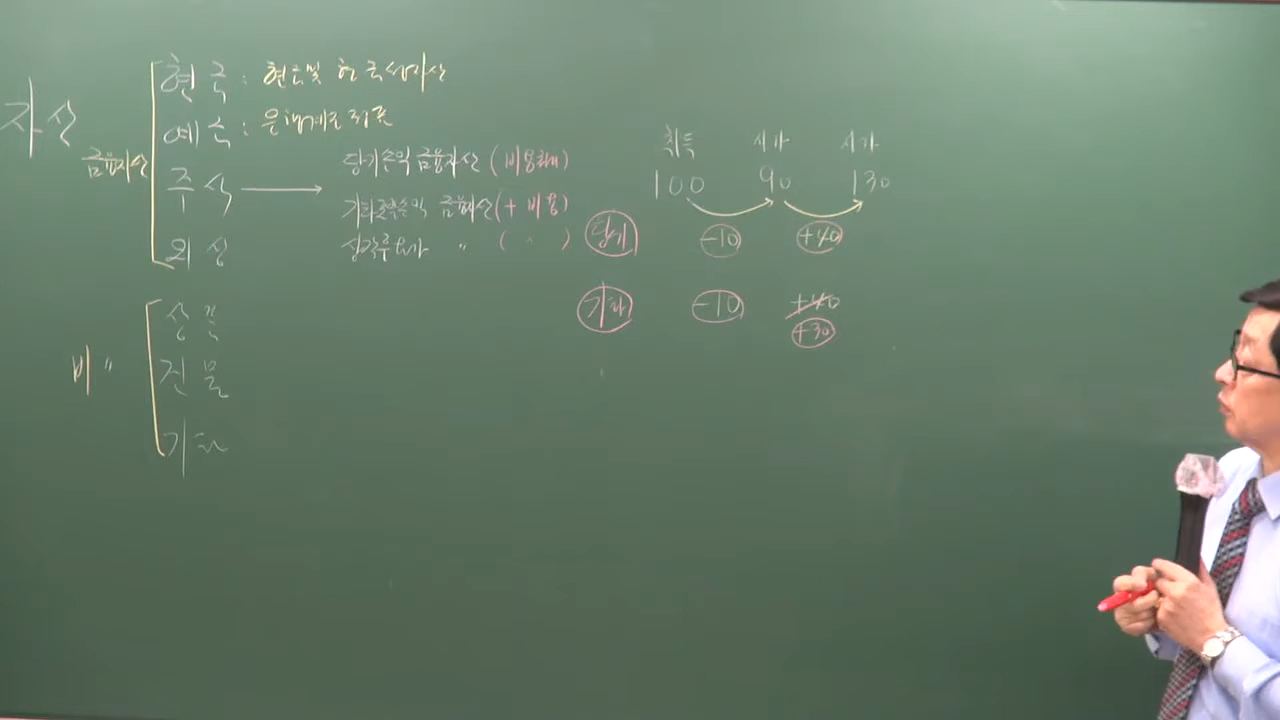 자산
금융자산
현금 : 현금및 현금성자산
예금 : 은행계정
주식 → 당기손익 금융자산 (비용처리)
기타포괄손익 금융자산 (+ 비용)
상각후원가 〃 ( 〃 )
외상
비 〃
상품
건물
기타
취득 시가 시가
100 90 130
당기 -10 +40
기타 -10 +40
+30